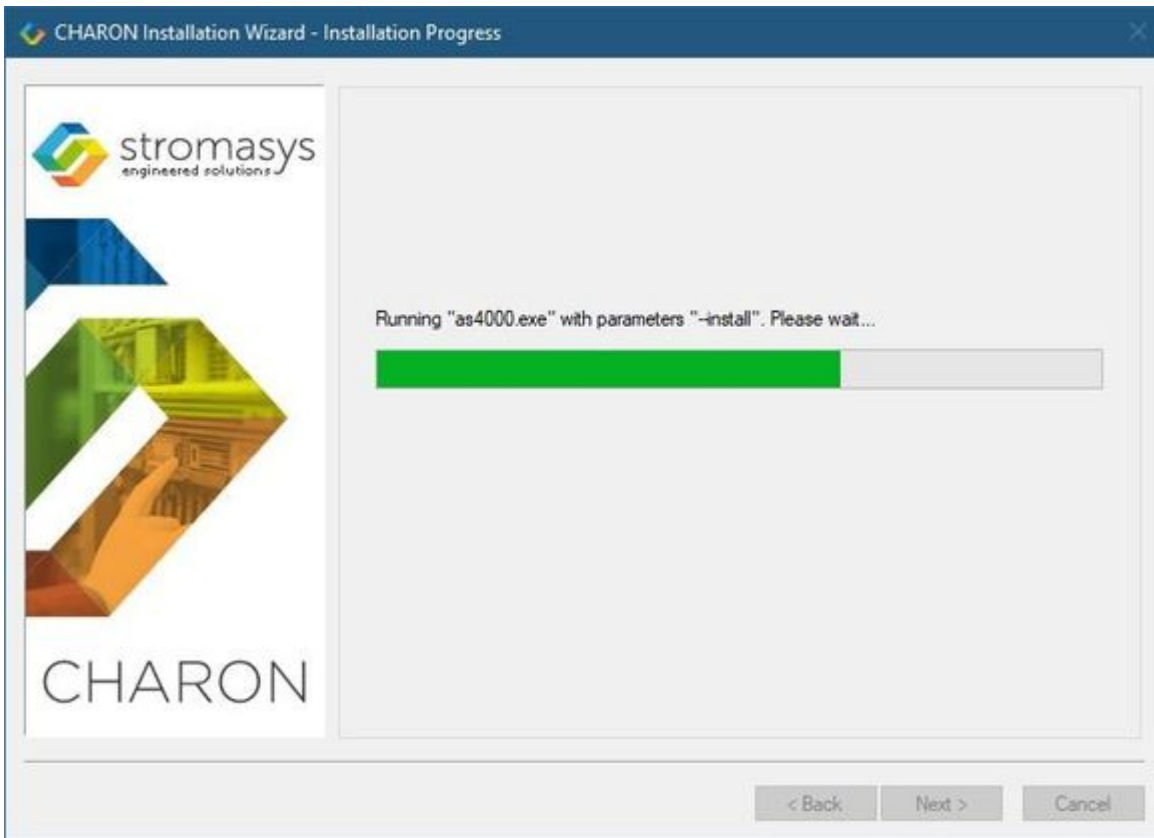 CHARON Installation Wizard - Installation Progress
stromasys
engineered solutions
Running "as4000.exe" with parameters "--install". Please wait...
CHARON
< Back
Next >
Cancel